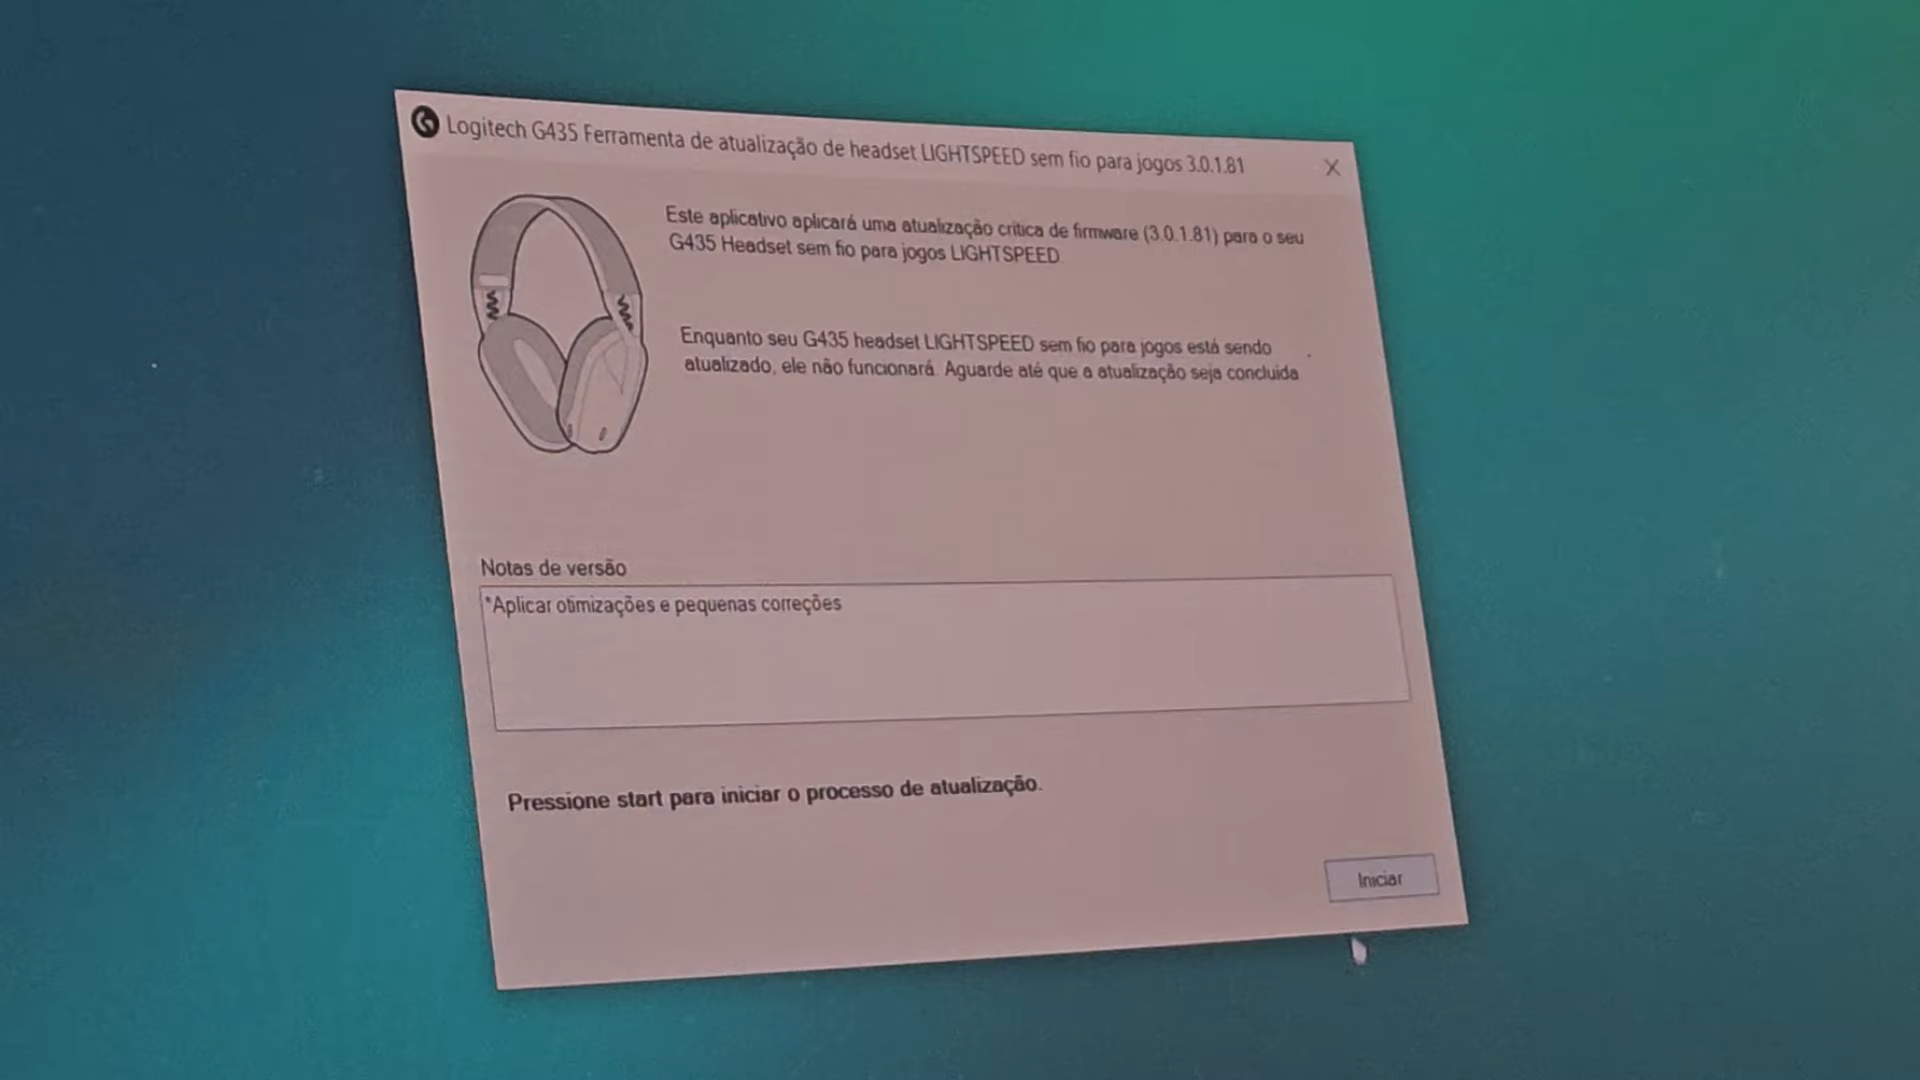 Logitech G435 Ferramenta de atualização de headset LIGHTSPEED sem fio para jogos 3.0.1.81
Este aplicativo aplicará uma atualização crítica de firmware (3.0.1.81) para o seu
G435 Headset sem fio para jogos LIGHTSPEED.
Enquanto seu G435 headset LIGHTSPEED sem fio para jogos está sendo
atualizado, ele não funcionará. Aguarde até que a atualização seja concluída
Notas de versão
*Aplicar otimizações e pequenas correções
Pressione start para iniciar o processo de atualização.
Iniciar